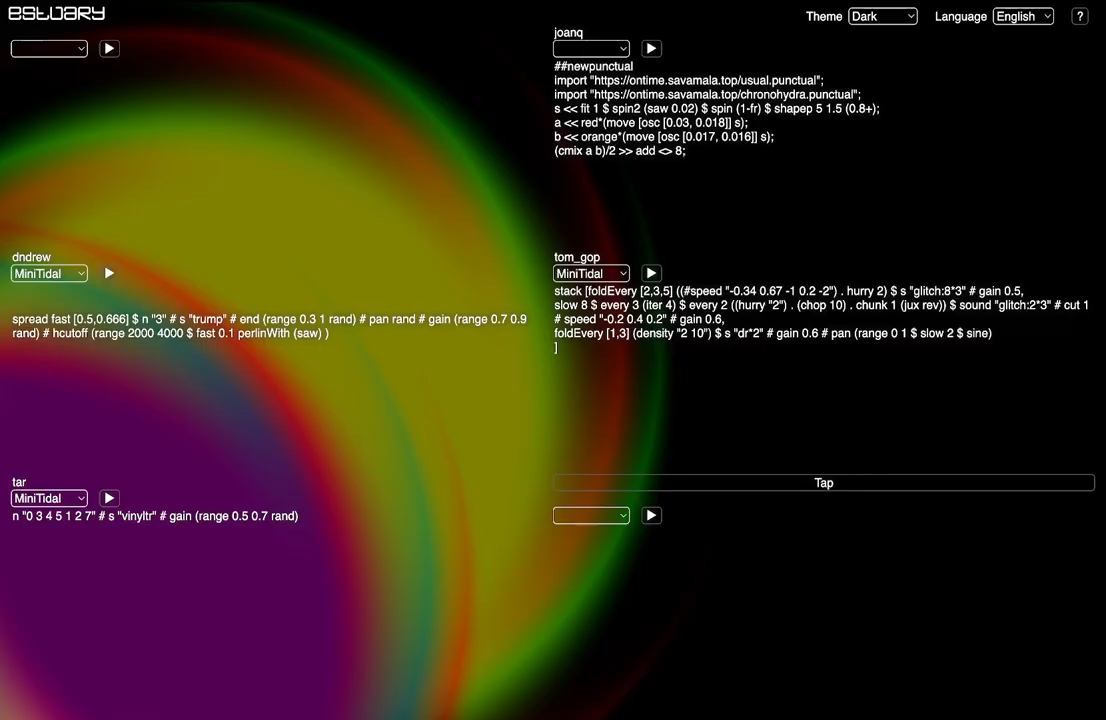 estuary
Theme Dark Language English ?
joanq
##newpunctual
import "https://ontime.savamala.top/usual.punctual";
import "https://ontime.savamala.top/chronohydra.punctual";
s << fit 1 $ spin2 (saw 0.02) $ spin (1-fr) $ shapep 5 1.5 (0.8+);
a << red*(move [osc [0.03, 0.018]] s);
b << orange*(move [osc [0.017, 0.016]] s);
(cmix a b)/2 >> add <> 8;
dndrew
MiniTidal
spread fast [0.5,0.666] $ n "3" # s "trump" # end (range 0.3 1 rand) # pan rand # gain (range 0.7 0.9
rand) # hcutoff (range 2000 4000 $ fast 0.1 perlinWith (saw) )
tom_gop
MiniTidal
stack [foldEvery [2,3,5] ((#speed "-0.34 0.67 -1 0.2 -2") . hurry 2) $ s "glitch:8*3" # gain 0.5,
slow 8 $ every 3 (iter 4) $ every 2 ((hurry "2") . (chop 10) . chunk 1 (jux rev)) $ sound "glitch:2*3" # cut 1
# speed "-0.2 0.4 0.2" # gain 0.6,
foldEvery [1,3] (density "2 10") $ s "dr*2" # gain 0.6 # pan (range 0 1 $ slow 2 $ sine)
]
tar
MiniTidal
n "0 3 4 5 1 2 7" # s "vinyltr" # gain (range 0.5 0.7 rand)
Tap